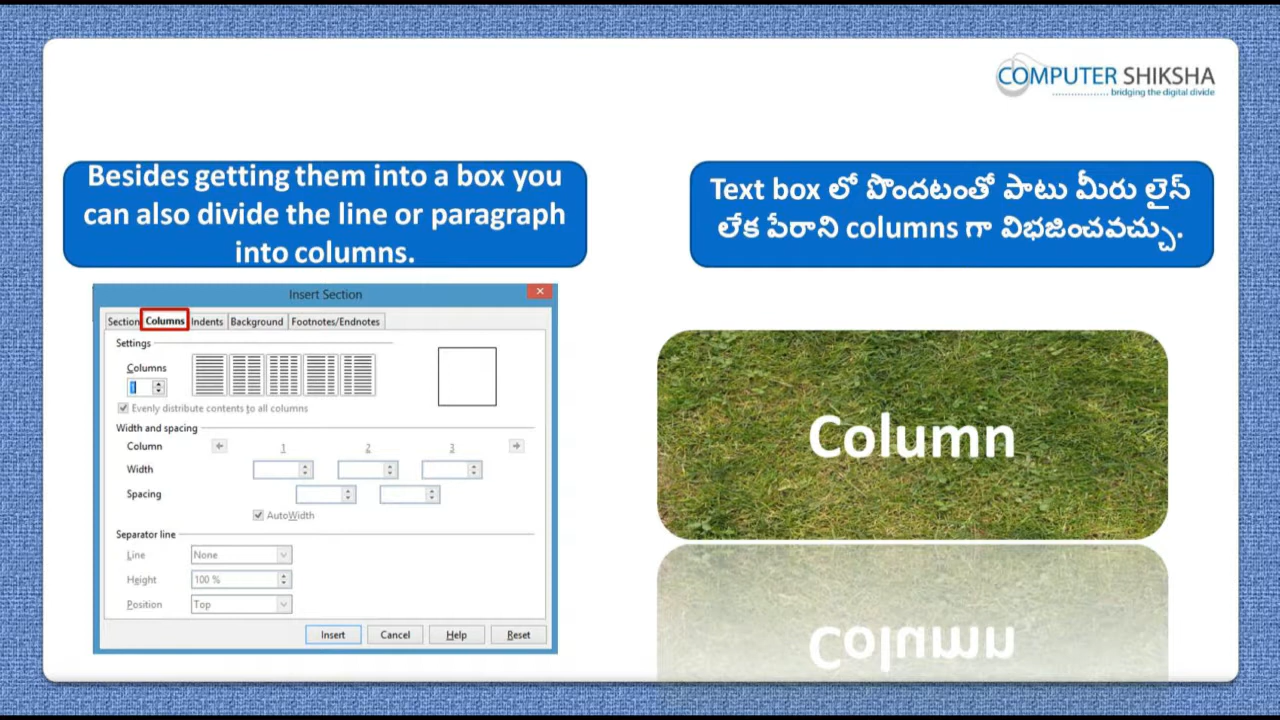 COMPUTER SHIKSHA
bridging the digital divide
Besides getting them into a box you
can also divide the line or paragraph
into columns.
Text box లో పొందటంతో పాటు మీరు లైన్
లేక పేరాని columns గా విభజించవచ్చు.
Insert Section
Section Columns Indents Background Footnotes/Endnotes
Settings
Columns
1
Evenly distribute contents to all columns
Width and spacing
Column 1 2 3
Width
Spacing
AutoWidth
Separator line
Line None
Height 100 %
Position Top
Insert Cancel Help Reset
Column